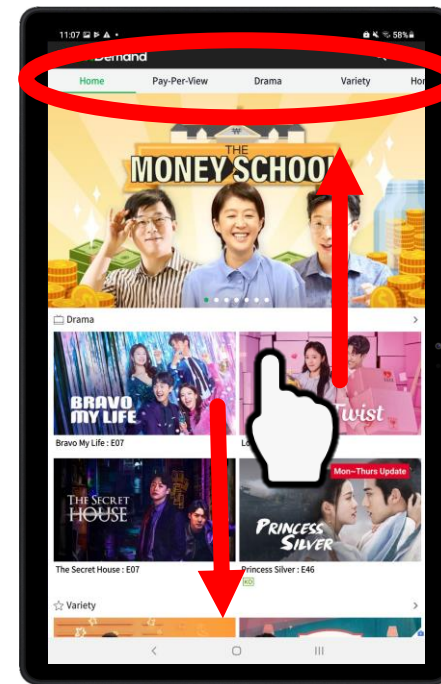 11:07
58%
Demand
Home Pay-Per-View Drama Variety Hor
₩
THE
MONEY SCHOOL
Drama >
BRAVO
MY LIFE
Twist
Bravo My Life : E07
Mon~Thurs Update
THE SECRET
HOUSE
PRINCESS
SILVER
The Secret House : E07 Princess Silver : E46
Variety >